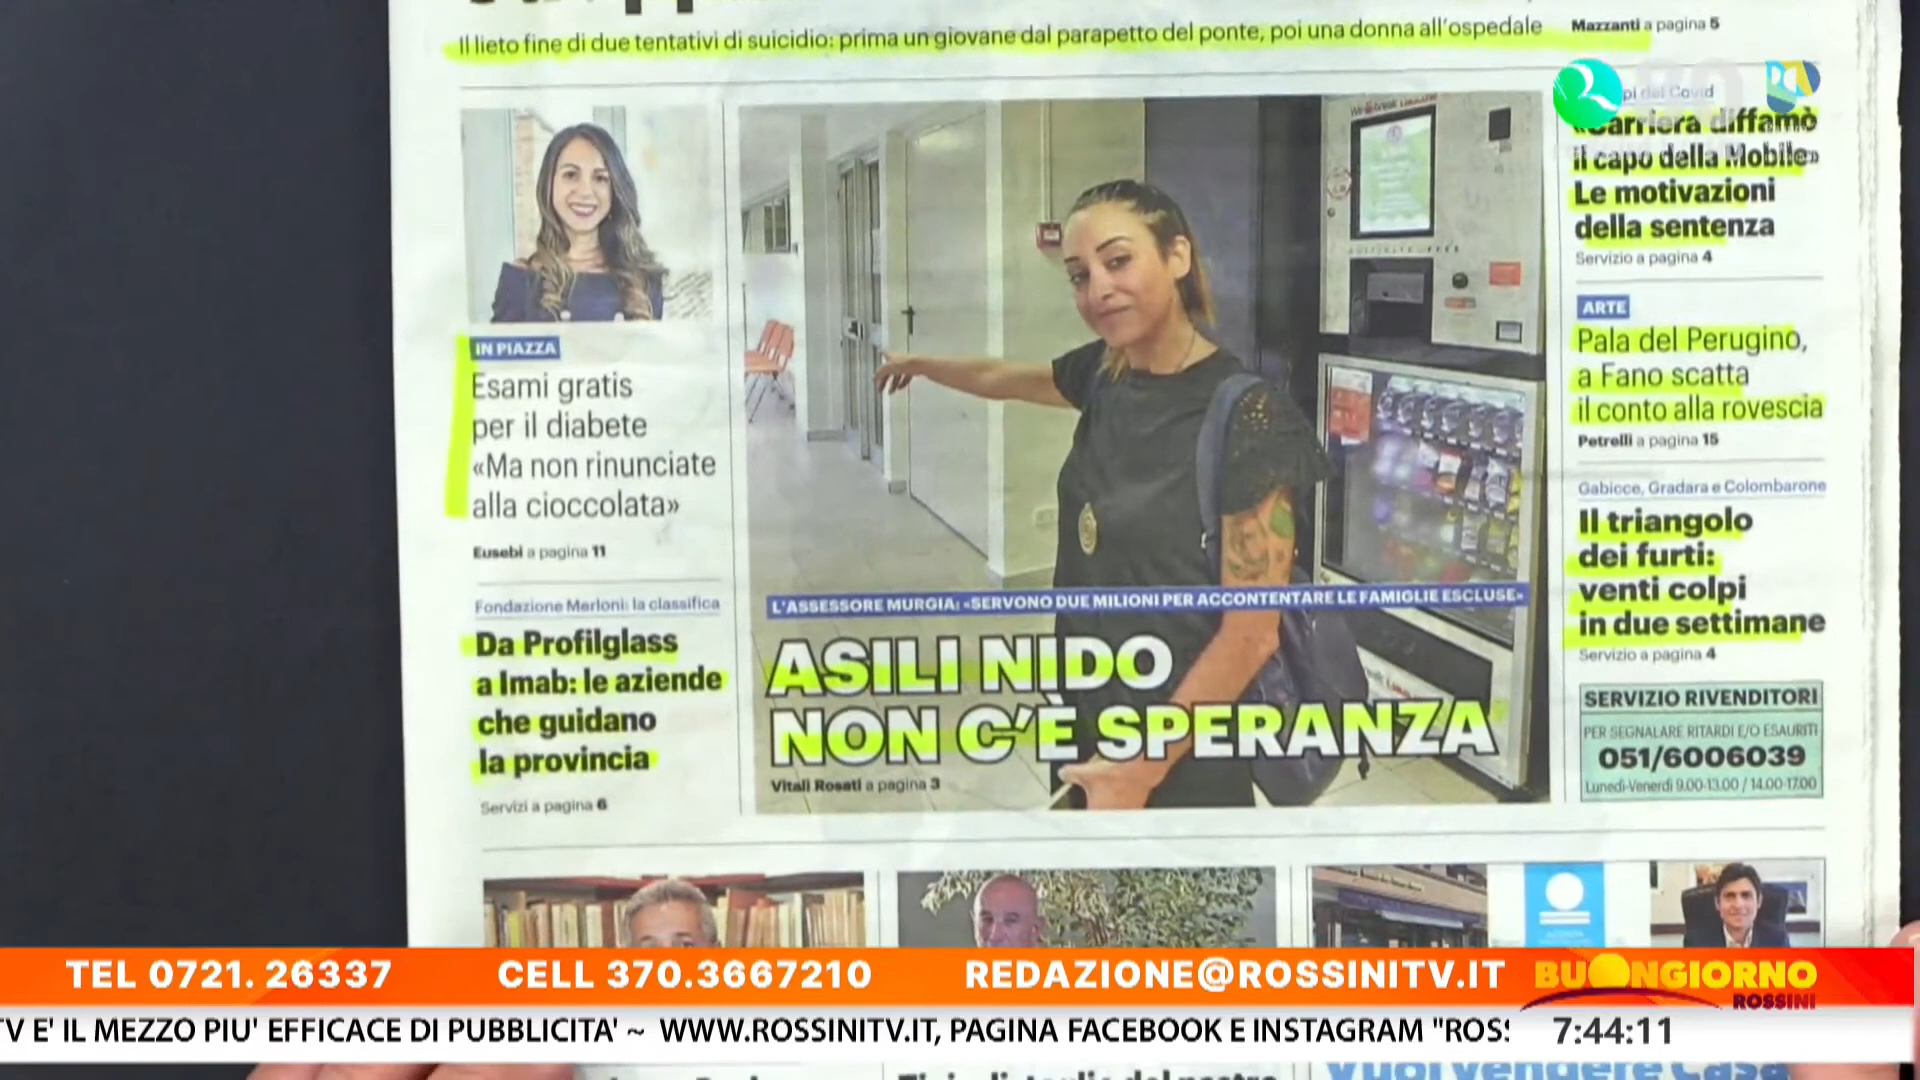 Il lieto fine di due tentativi di suicidio: prima un giovane dal parapetto del ponte, poi una donna all'ospedale
Mazzanti a pagina 5
IN PIAZZA
Esami gratis
per il diabete
«Ma non rinunciate
alla cioccolata»
Eusebi a pagina 11
Fondazione Merloni: la classifica
Da Profilglass
a Imab: le aziende
che guidano
la provincia
Servizi a pagina 6
L'ASSESSORE MURGIA: «SERVONO DUE MILIONI PER ACCONTENTARE LE FAMIGLIE ESCLUSE»
ASILI NIDO
NON C'È SPERANZA
Vitali Rosati a pagina 3
pi del Covid
«Carriera diffamò
il capo della Mobile»
Le motivazioni
della sentenza
Servizio a pagina 4
ARTE
Pala del Perugino,
a Fano scatta
il conto alla rovescia
Petrelli a pagina 15
Gabicce, Gradara e Colombarone
Il triangolo
dei furti:
venti colpi
in due settimane
Servizio a pagina 4
SERVIZIO RIVENDITORI
PER SEGNALARE RITARDI E/O ESAURITI
051/6006039
Lunedì-Venerdì 9.00-13.00 / 14.00-17.00
TEL 0721. 26337 CELL 370.3667210 REDAZIONE@ROSSINITV.IT
BUONGIORNO
ROSSINI
TV E' IL MEZZO PIU' EFFICACE DI PUBBLICITA' ~ WWW.ROSSINITV.IT, PAGINA FACEBOOK E INSTAGRAM "ROSS
7:44:11
Vuoi vendere Casa